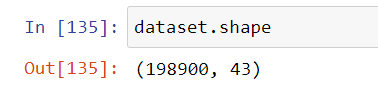 In [135]: dataset.shape
Out[135]: (198900, 43)